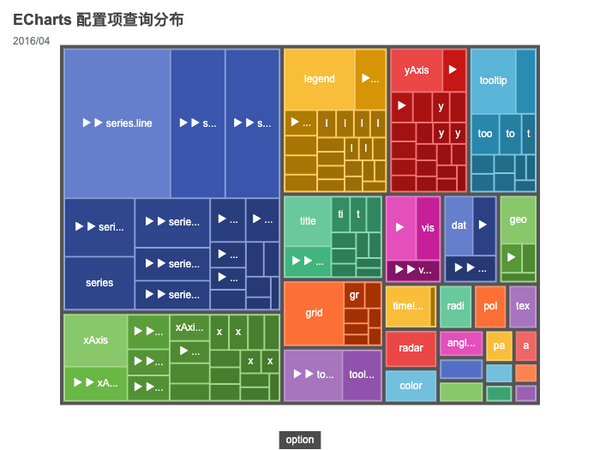 ECharts 配置项查询分布
2016/04
▶ ▶ series.line
▶ ▶ s...
▶ ▶ s...
▶ ▶ seri...
▶ ▶ serie...
▶ ...
▶ ...
▶ ▶ serie...
▶ ...
series
▶ ▶ serie...
▶ ...
legend
▶...
▶ ...
l
l
l
l
l
l
yAxis
▶
▶
y
y
y
tooltip
too
to
t
title
ti
t
▶ ▶ ...
▶
vis
▶ ▶ v...
dat
▶
▶ ▶ ...
geo
▶
xAxis
▶ ▶...
xAxi...
x
x
▶ ▶...
▶ ...
▶ ▶ xA...
▶ ▶...
x
x
grid
gr
▶ ▶ to...
tool...
timel...
radi
pol
tex
radar
angl...
pa
a
color
option